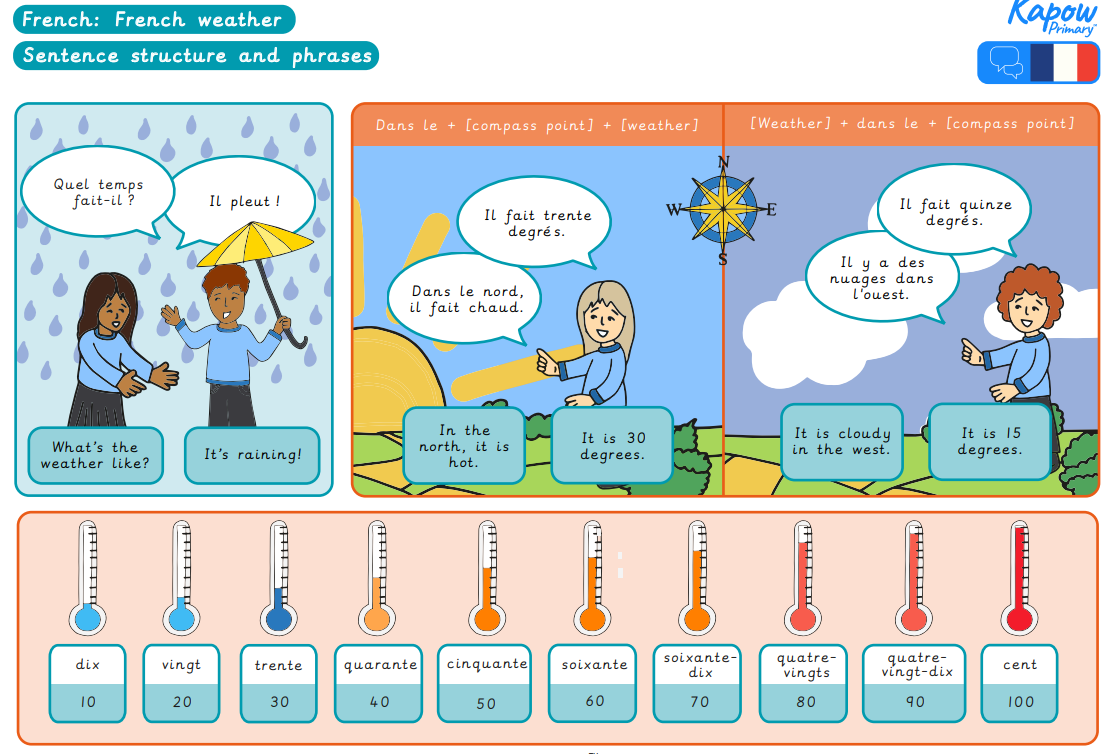 French: French weather
Sentence structure and phrases
Kapow
Primary™
Quel temps
fait-il ?
Il pleut !
What's the
weather like?
It's raining!
Dans le + [compass point] + [weather]
[Weather] + dans le + [compass point]
N
W
E
S
Il fait trente
degrés.
Dans le nord,
il fait chaud.
In the
north, it is
hot.
It is 30
degrees.
Il fait quinze
degrés.
Il y a des
nuages dans
l'ouest.
It is cloudy
in the west.
It is 15
degrees.
dix
10
vingt
20
trente
30
quarante
40
cinquante
50
soixante
60
soixante-
dix
70
quatre-
vingts
80
quatre-
vingt-dix
90
cent
100